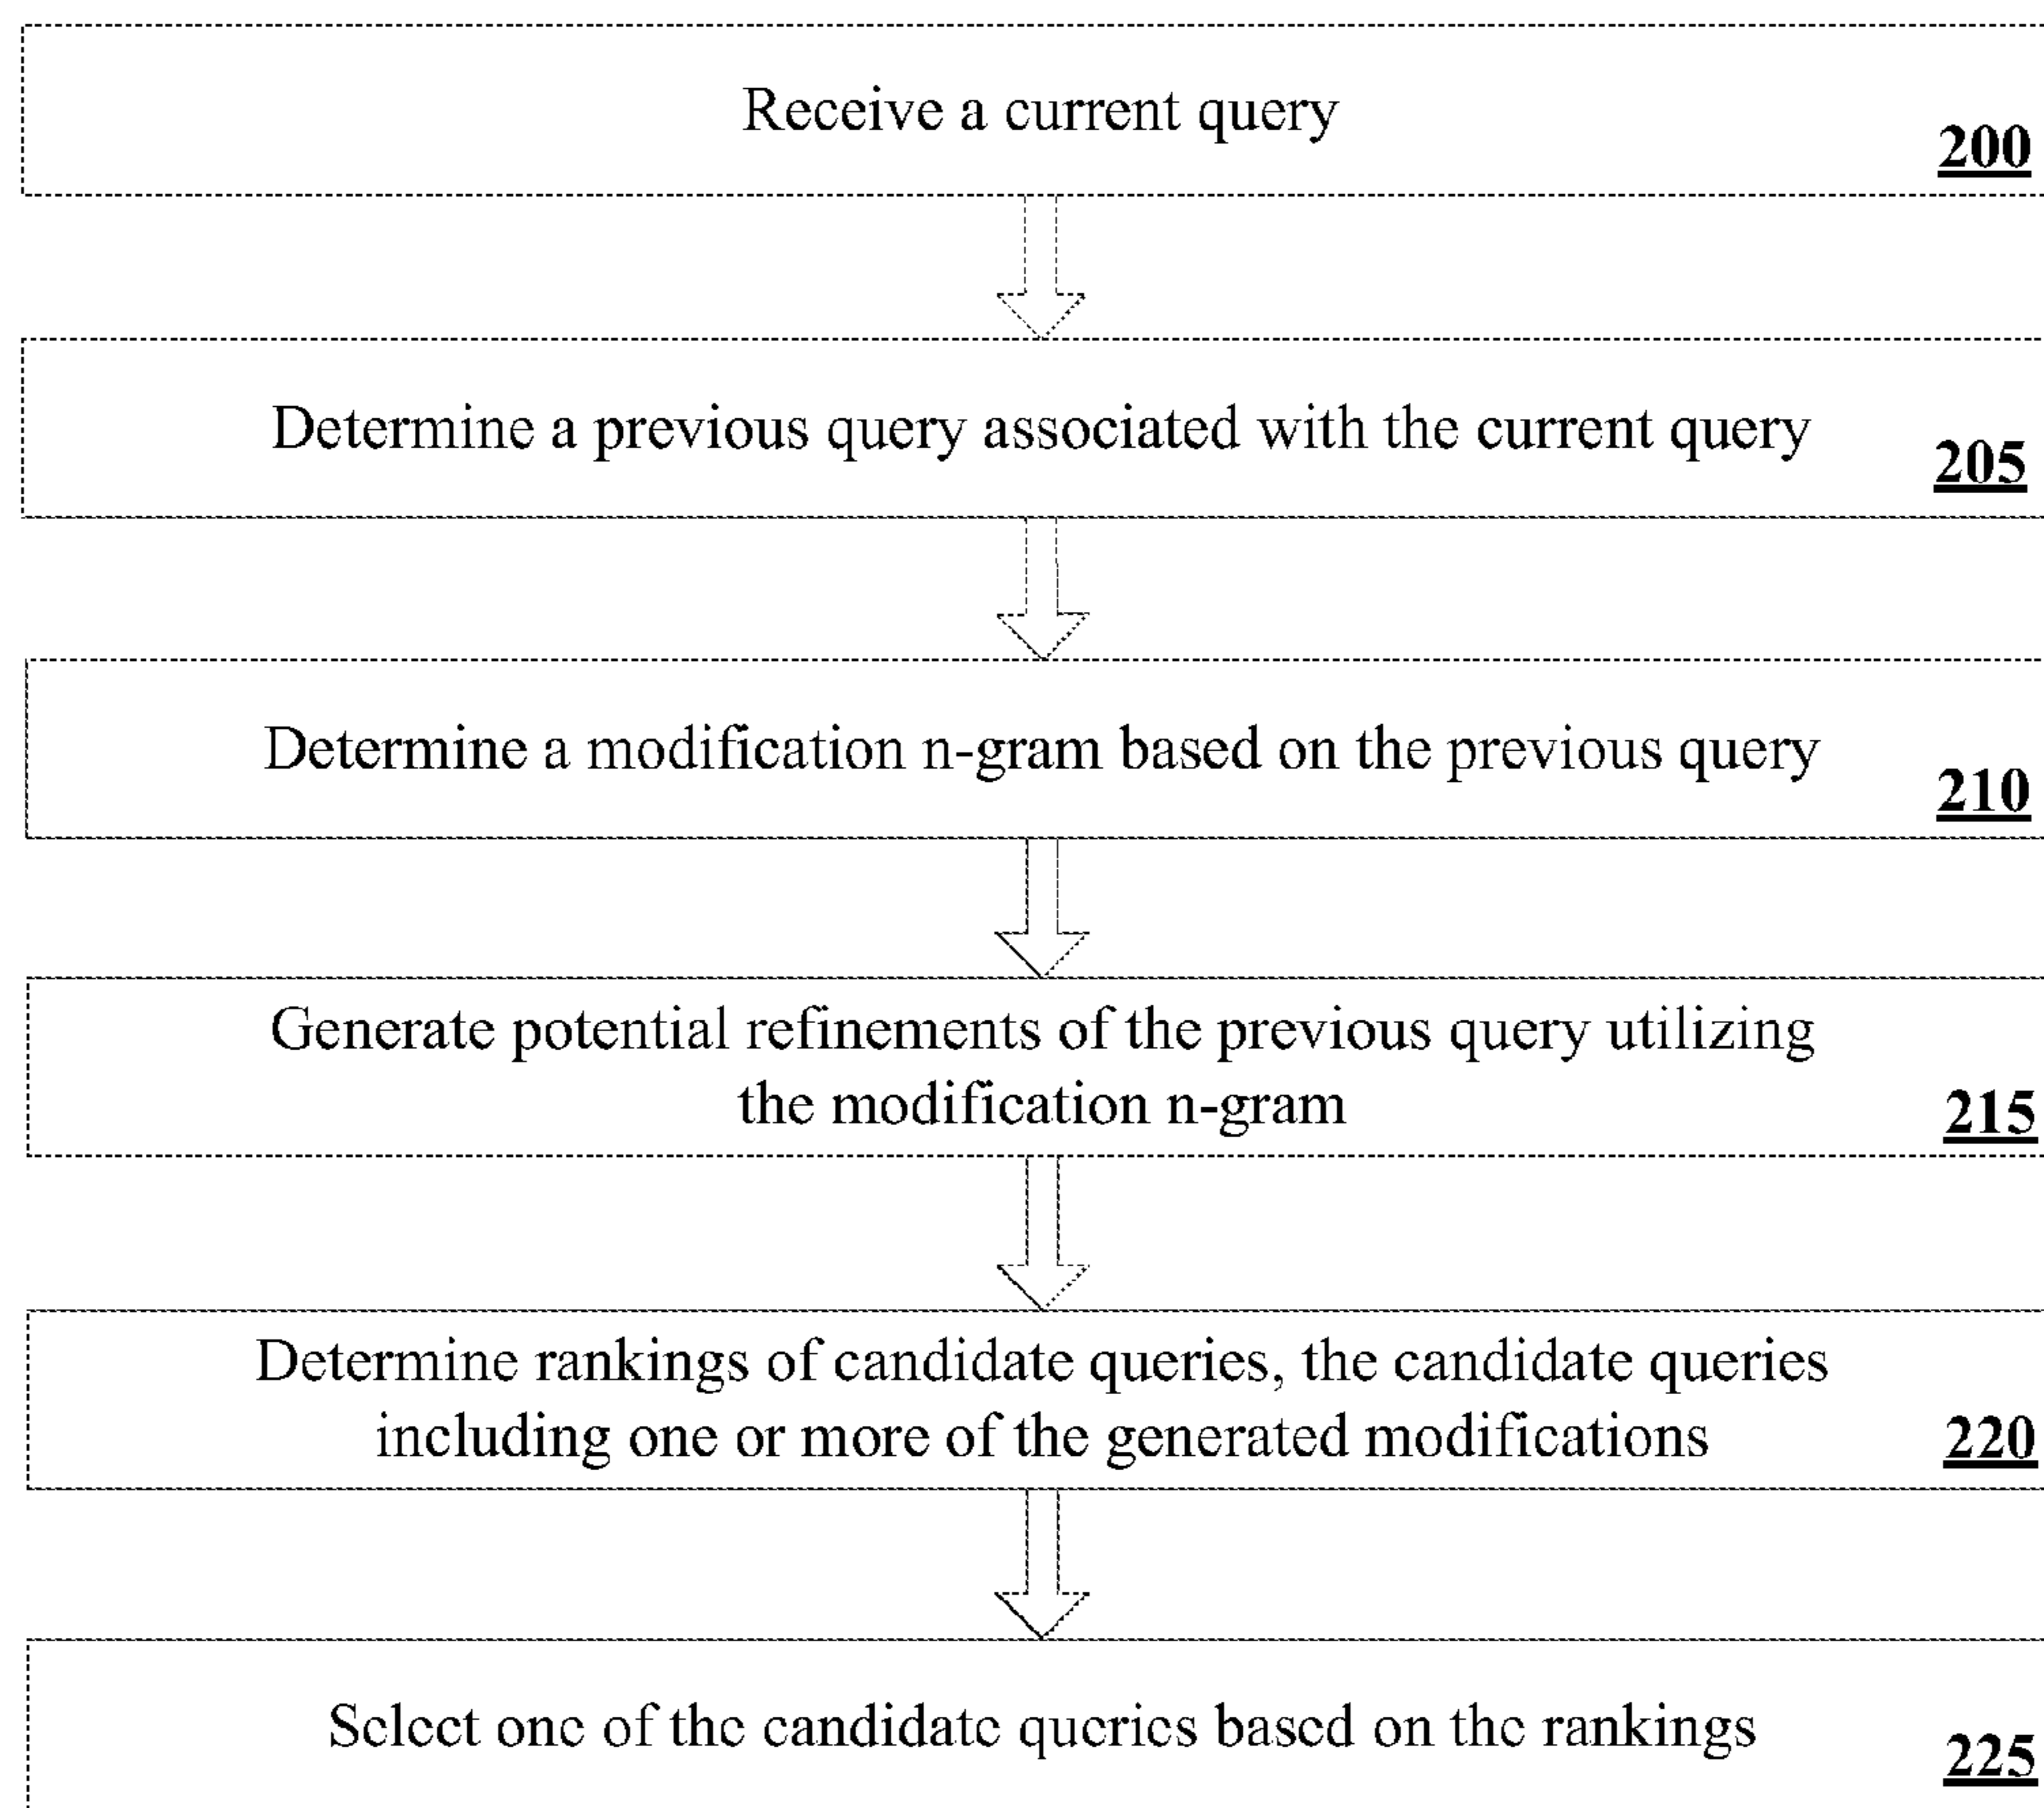 Receive a current query
200
Determine a previous query associated with the current query
205
Determine a modification n-gram based on the previous query
210
Generate potential refinements of the previous query utilizing
the modification n-gram
215
Determine rankings of candidate queries, the candidate queries
including one or more of the generated modifications
220
Select one of the candidate queries based on the rankings
225